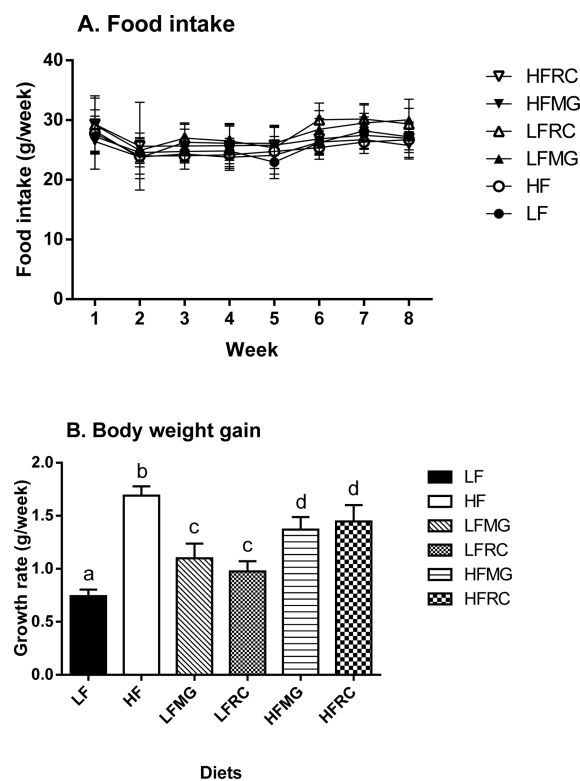 A. Food intake
Food intake (g/week)
40
30
20
10
0
1 2 3 4 5 6 7 8
Week
HFRC
HFMG
LFRC
LFMG
HF
LF
B. Body weight gain
Growth rate (g/week)
2.0
1.5
1.0
0.5
0.0
a
b
c
c
d
d
LF HF LFMG LFRC HFMG HFRC
Diets
LF
HF
LFMG
LFRC
HFMG
HFRC